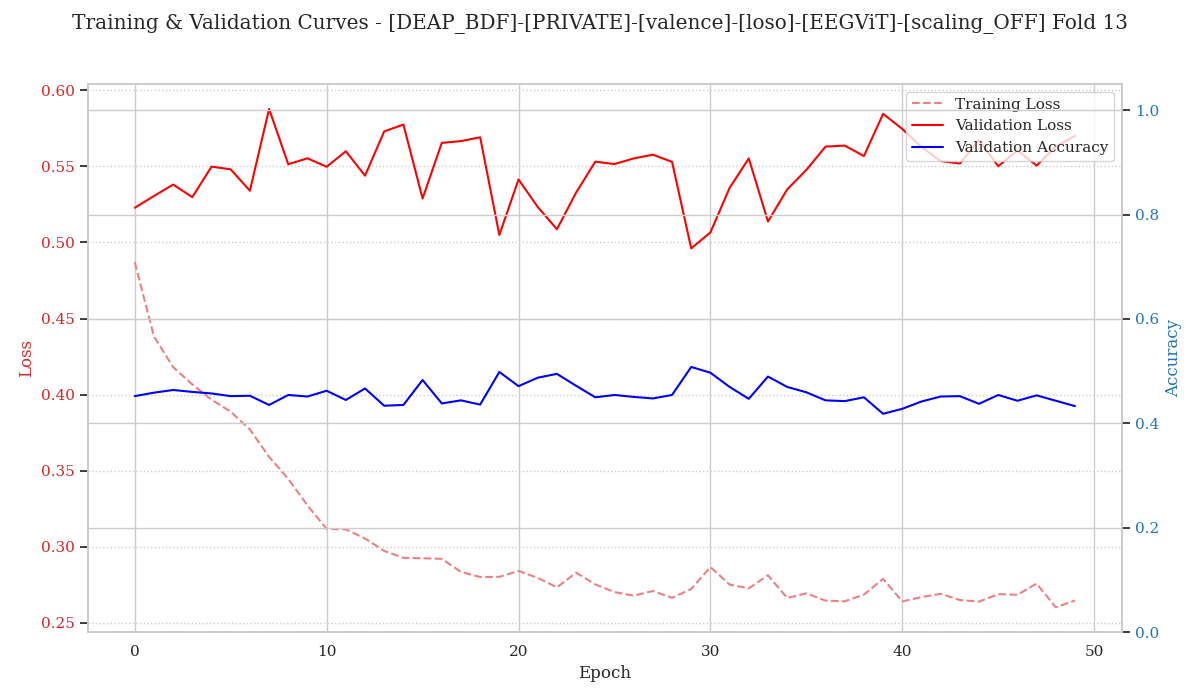 Training & Validation Curves - [DEAP_BDF]-[PRIVATE]-[valence]-[loso]-[EEGViT]-[scaling_OFF] Fold 13
Training Loss
Validation Loss
Validation Accuracy
0.60
0.55
0.50
0.45
0.40
0.35
0.30
0.25
Loss
1.0
0.8
0.6
0.4
0.2
0.0
Accuracy
0 10 20 30 40 50
Epoch